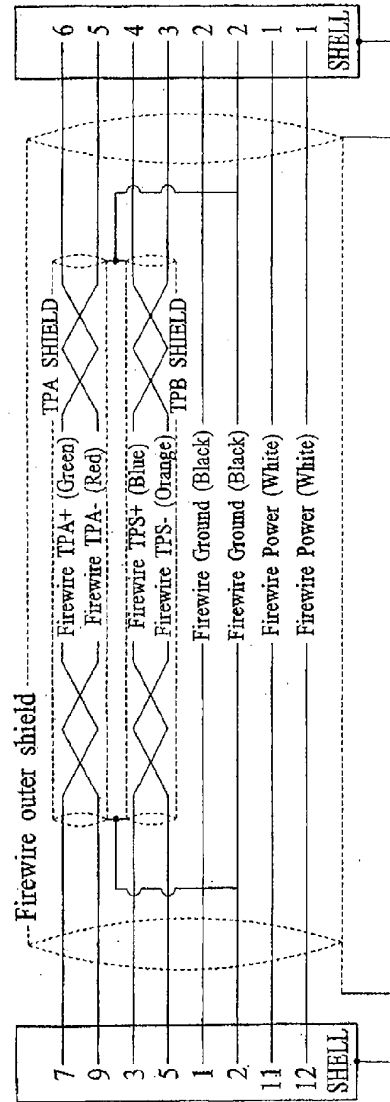 Firewire outer shield
TPA SHIELD
7 Firewire TPA+ (Green) 6
9 Firewire TPA- (Red) 5
3 Firewire TPS+ (Blue) 4
5 Firewire TPS- (Orange) 3
TPB SHIELD
1 Firewire Ground (Black) 2
2 Firewire Ground (Black) 2
11 Firewire Power (White) 1
12 Firewire Power (White) 1
SHELL SHELL